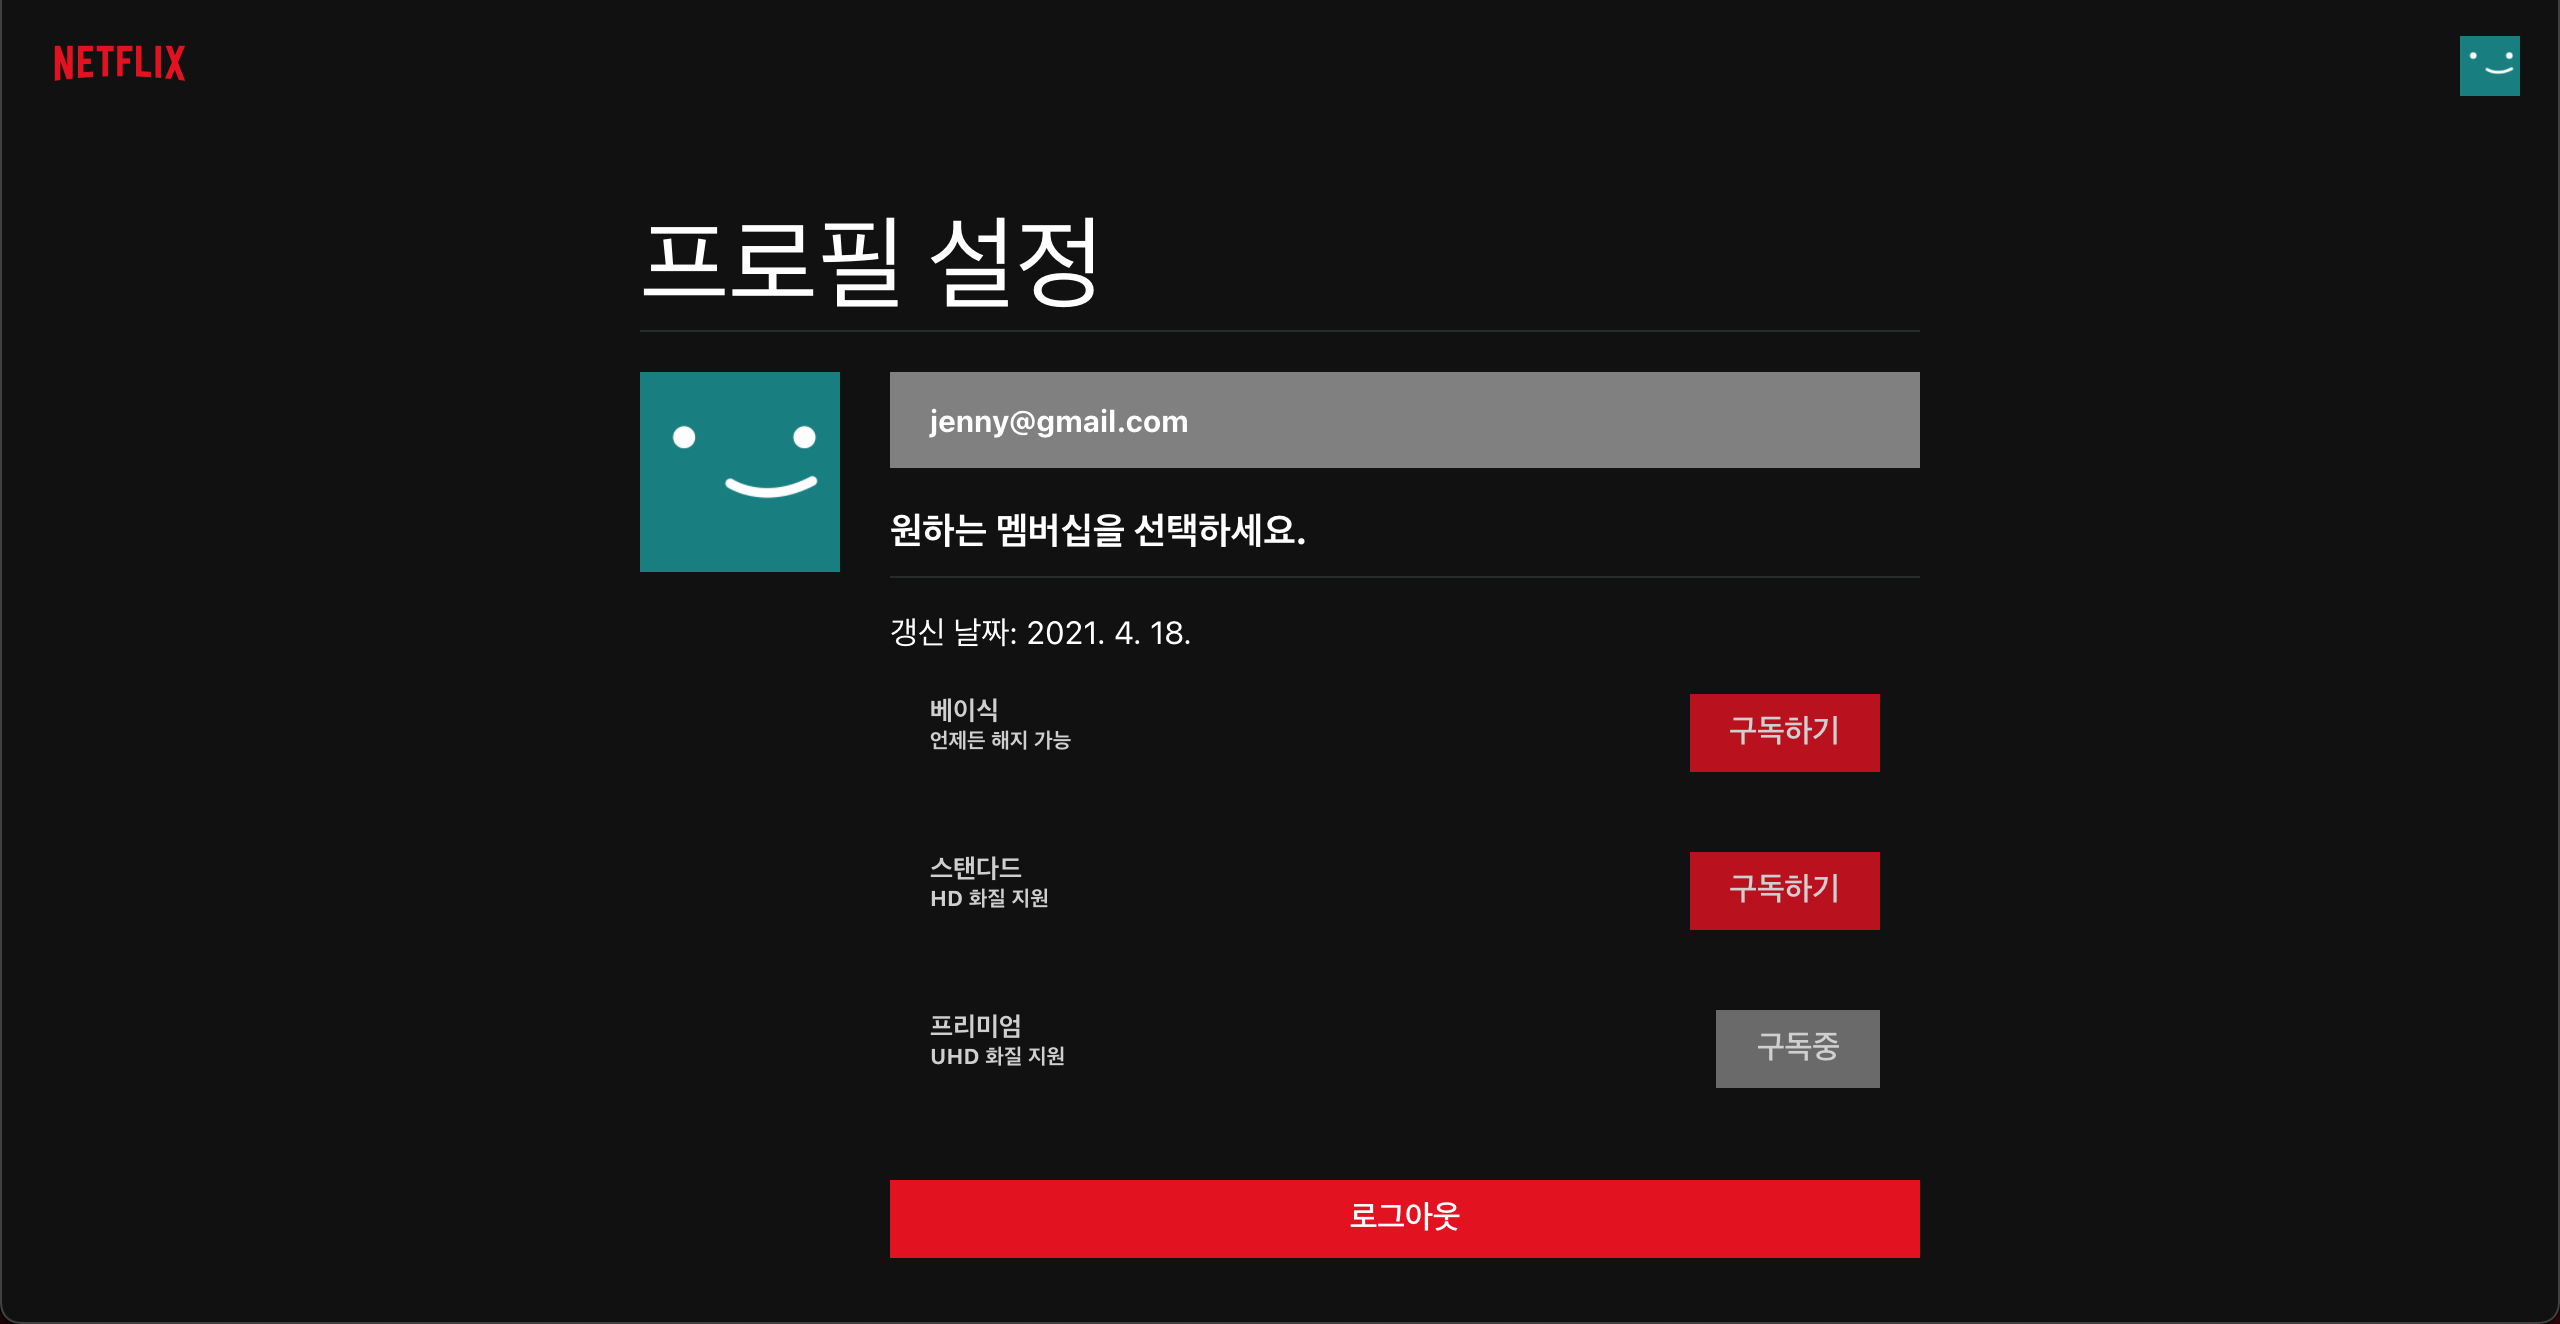 NETFLIX
프로필 설정
jenny@gmail.com
원하는 멤버십을 선택하세요.
갱신 날짜: 2021. 4. 18.
베이식
언제든 해지 가능
구독하기
스탠다드
HD 화질 지원
구독하기
프리미엄
UHD 화질 지원
구독중
로그아웃